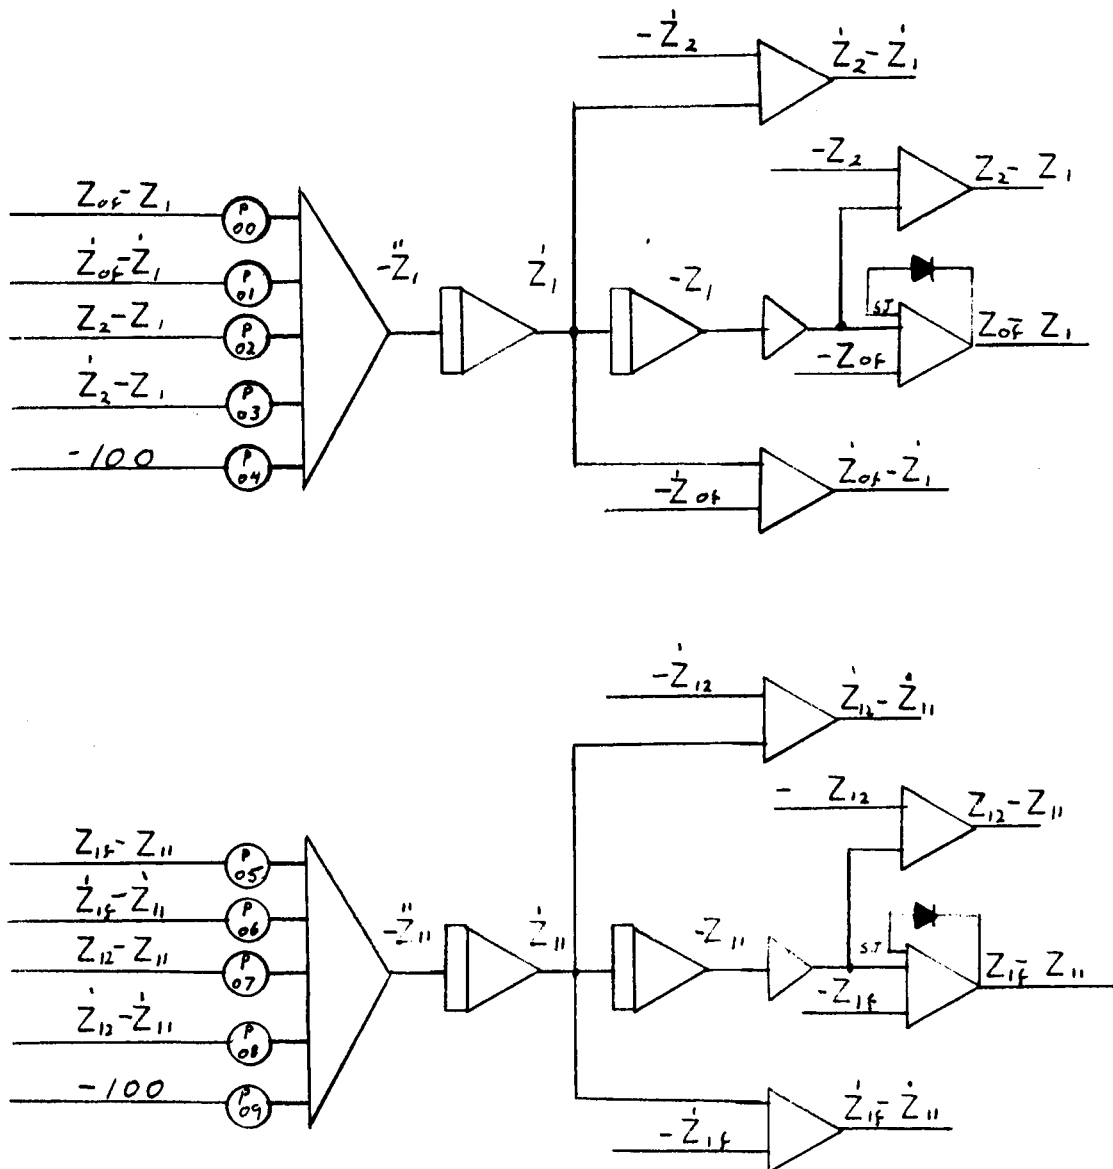 -Ż₂
Ż₂-Ż₁
-Z₂
Z₂- Z₁
Z₀f-Z₁
P 00
-Z̈₁
Ż₁
-Z₁
Ż₀f-Ż₁
P 01
Z₂-Z₁
P 02
SJ
Z₀f- Z₁
-Z₀f
Ż₂-Z₁
P 03
-100
P 04
-Ż₀f
Ż₀f-Ż₁
-Ż₁₂
Ż₁₂-Ż₁₁
- Z₁₂
Z₁₂-Z₁₁
Z₁f- Z₁₁
P 05
Ż₁f-Ż₁₁
P 06
-Z̈₁₁
Ż₁₁
-Z₁₁
SJ
Z₁f- Z₁₁
-Z₁f
Z₁₂-Z₁₁
P 07
Ż₁₂-Ż₁₁
P 08
-100
P 09
-Ż₁f
Ż₁f- Ż₁₁